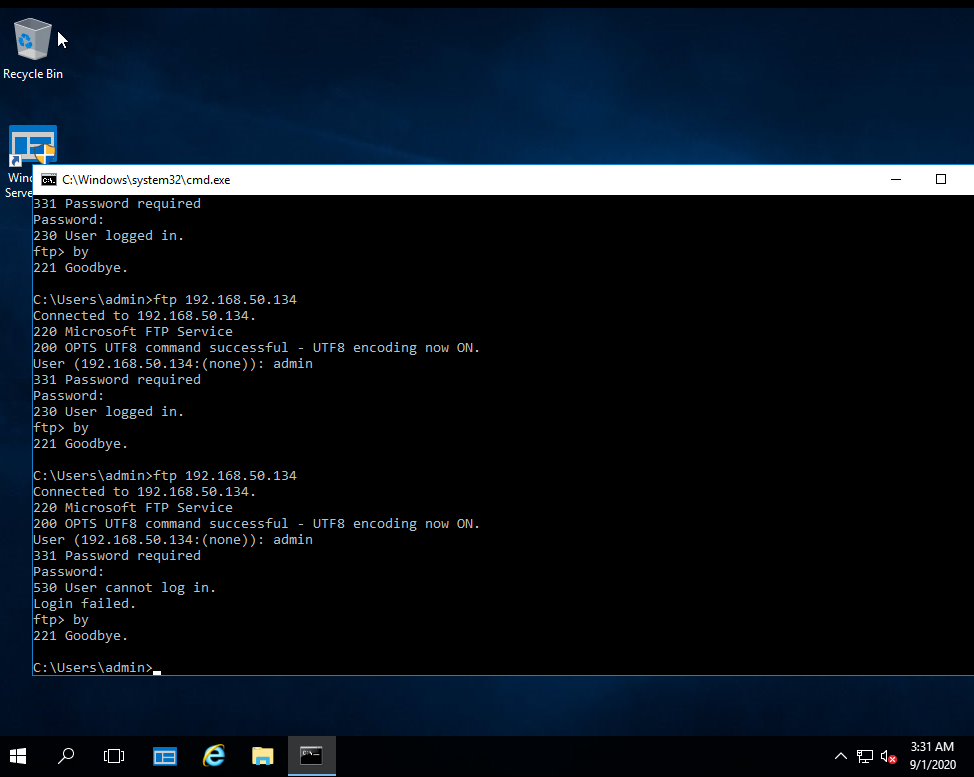 Recycle Bin
Wind
Serve
C:\Windows\system32\cmd.exe
331 Password required
Password:
230 User logged in.
ftp> by
221 Goodbye.
C:\Users\admin>ftp 192.168.50.134
Connected to 192.168.50.134.
220 Microsoft FTP Service
200 OPTS UTF8 command successful - UTF8 encoding now ON.
User (192.168.50.134:(none)): admin
331 Password required
Password:
230 User logged in.
ftp> by
221 Goodbye.
C:\Users\admin>ftp 192.168.50.134
Connected to 192.168.50.134.
220 Microsoft FTP Service
200 OPTS UTF8 command successful - UTF8 encoding now ON.
User (192.168.50.134:(none)): admin
331 Password required
Password:
530 User cannot log in.
Login failed.
ftp> by
221 Goodbye.
C:\Users\admin>
3:31 AM
9/1/2020